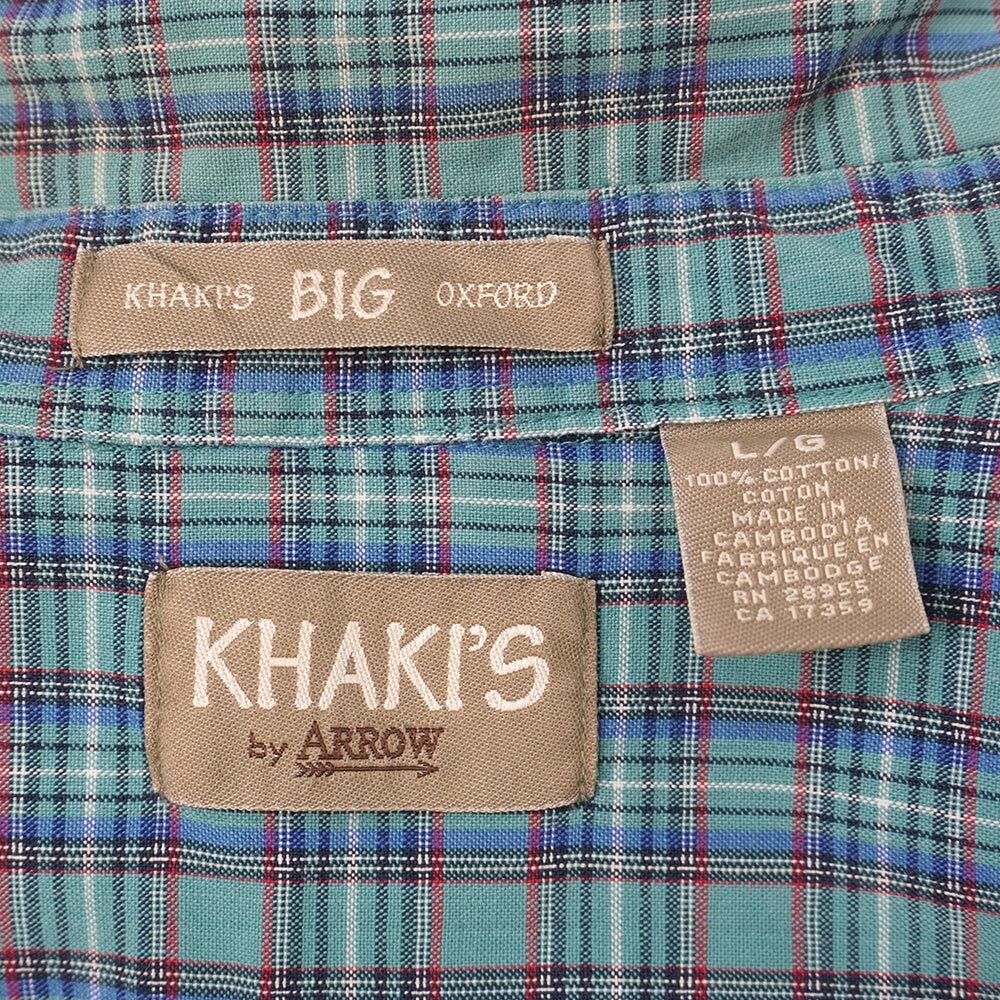 KHAKI'S BIG OXFORD
L/G
100% COTTON/
COTON
MADE IN
CAMBODIA
FABRIQUE EN
CAMBODGE
RN 28955
CA 17359
KHAKI'S
by ARROW